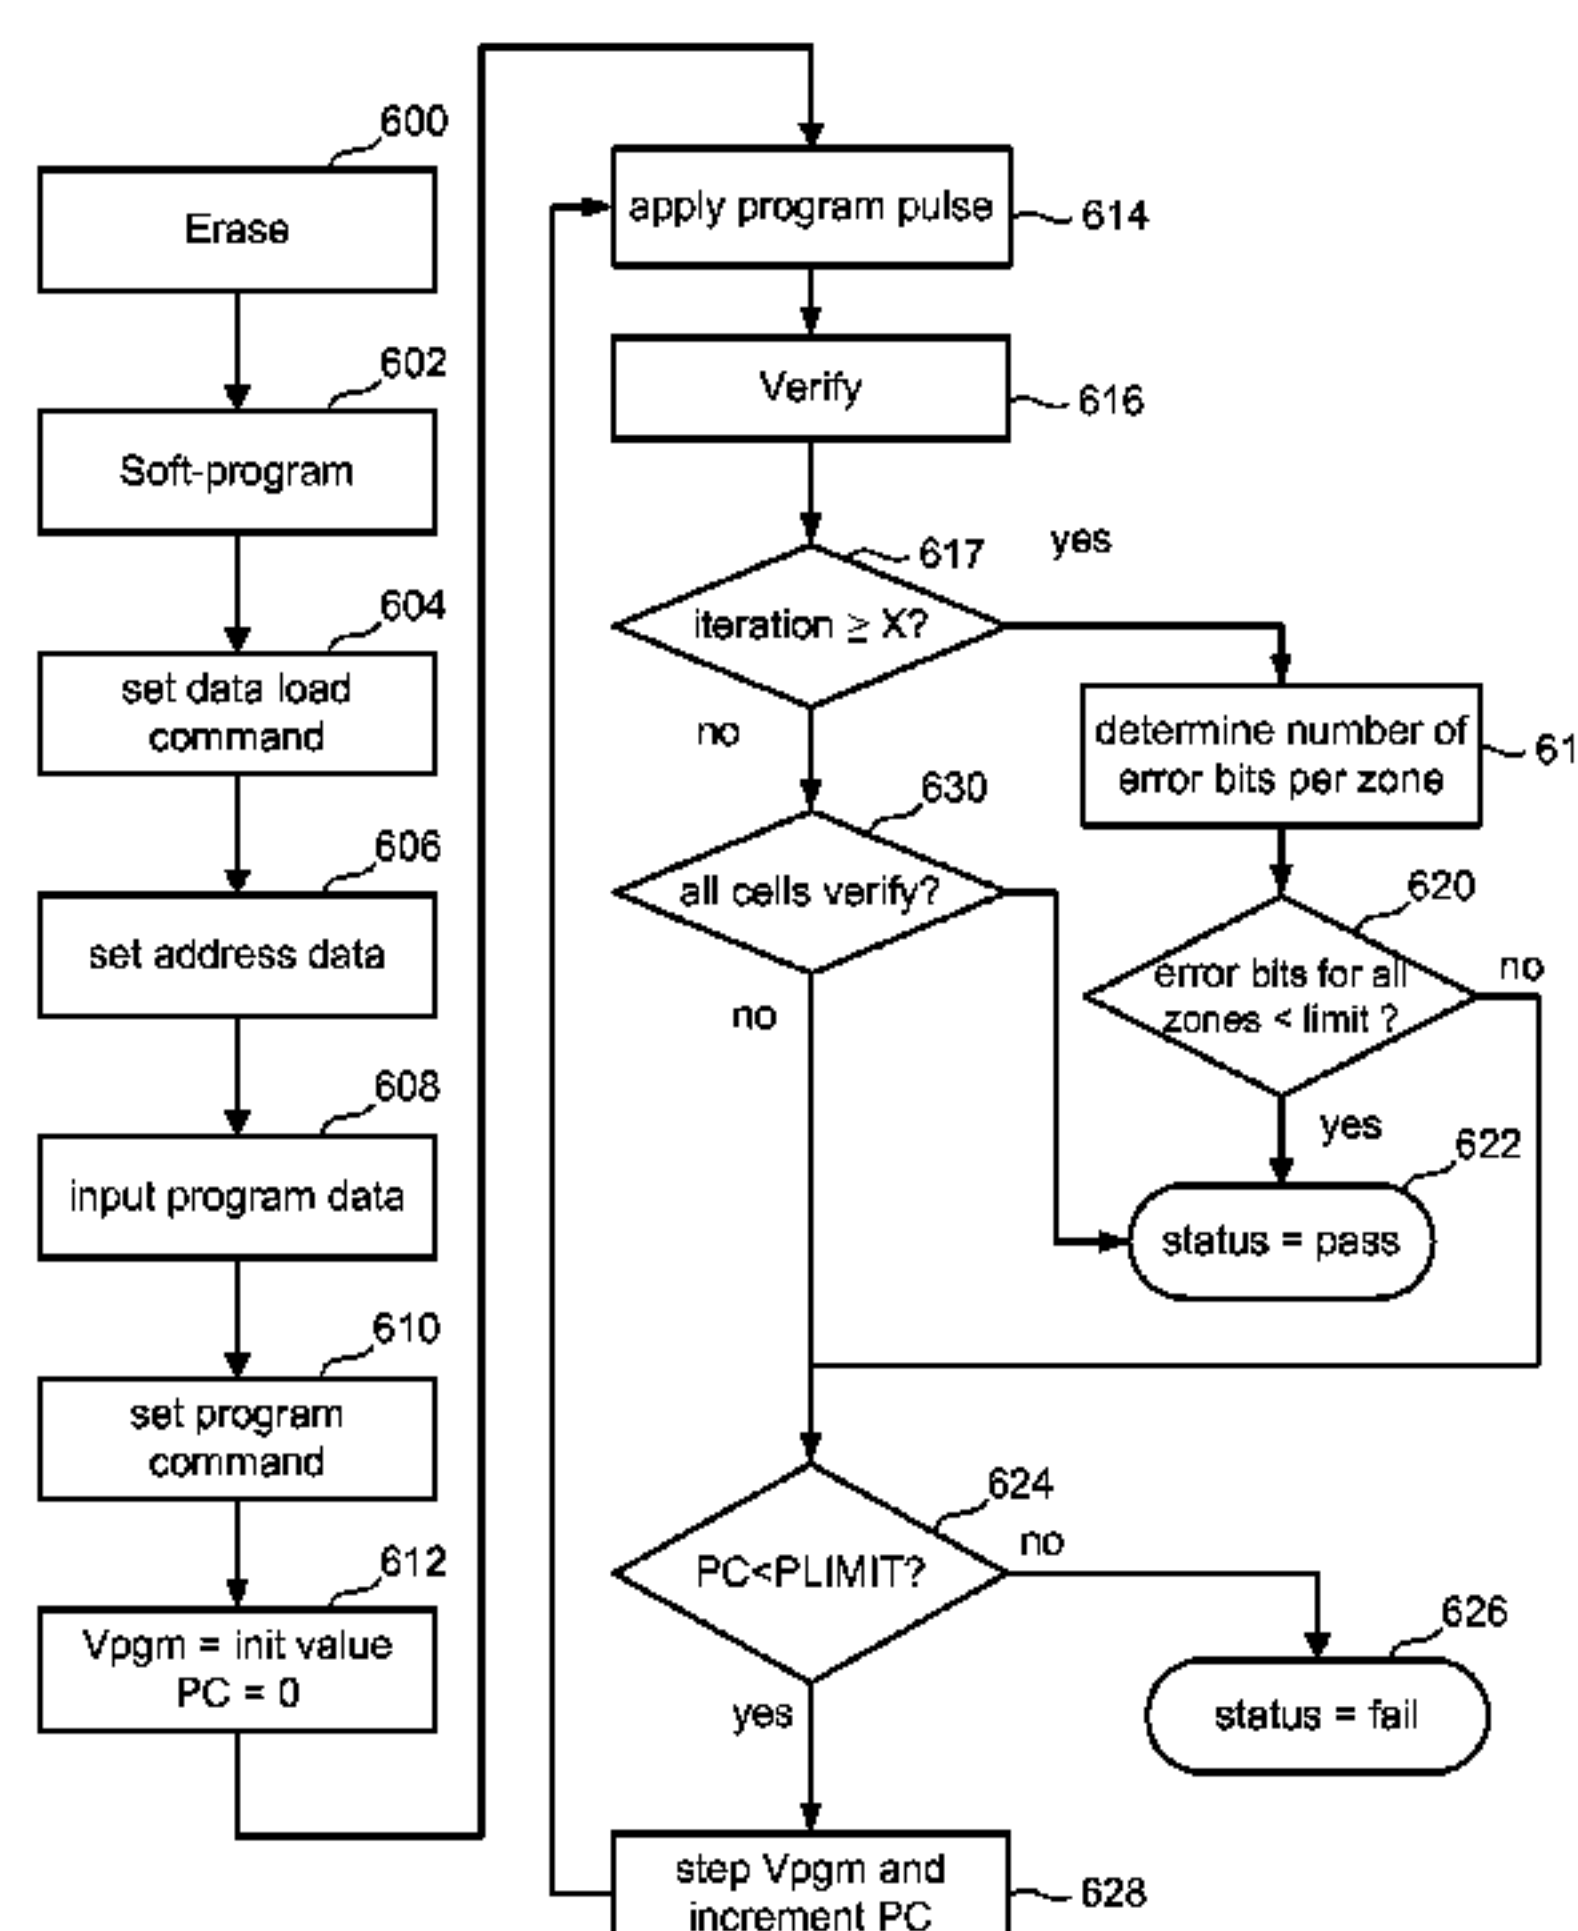 600
Erase
602
Soft-program
604
set data load
command
606
set address data
608
input program data
610
set program
command
612
Vpgm = init value
PC = 0
apply program pulse
614
Verify
616
617
yes
iteration ≥ X?
no
determine number of
error bits per zone
61
630
all cells verify?
no
620
error bits for all
zones < limit ?
no
yes
622
status = pass
624
PC<PLIMIT?
no
yes
626
status = fail
step Vpgm and
increment PC
628